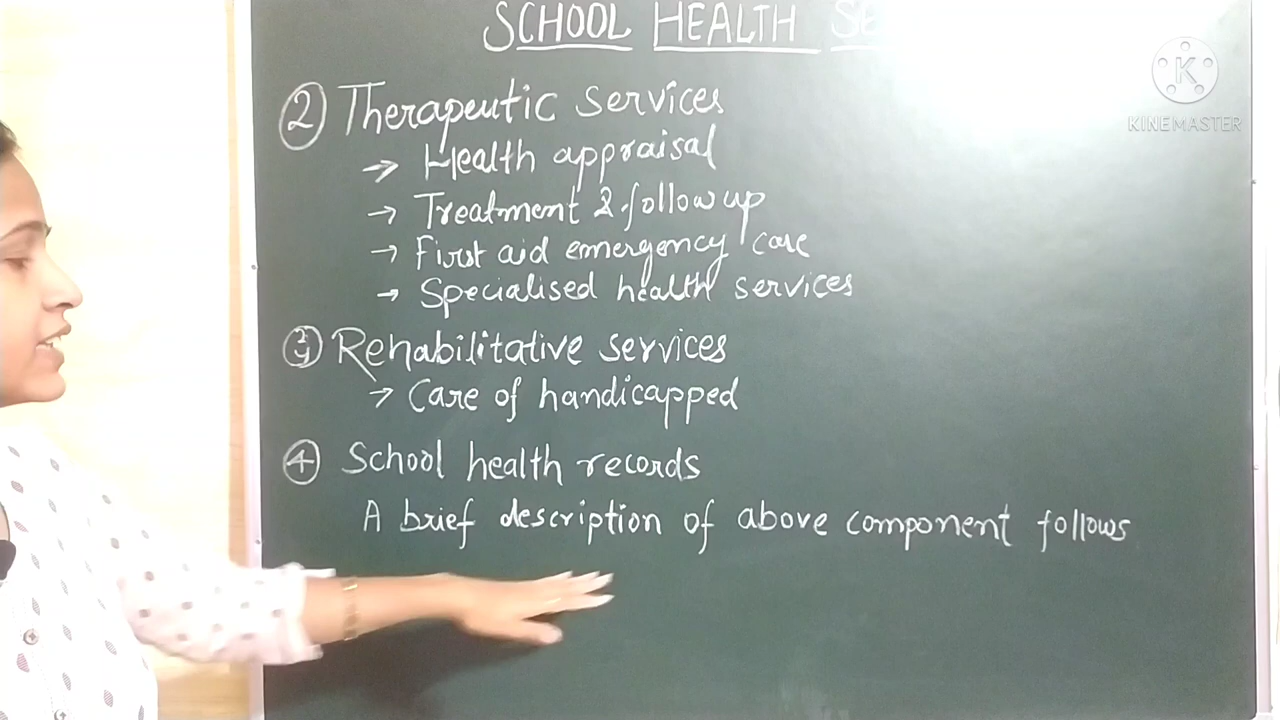 SCHOOL HEALTH SE
② Therapeutic services
→ Health appraisal
→ Treatment & follow up
→ First aid emergency care
→ Specialised health services
③ Rehabilitative services
→ Care of handicapped
④ School health records
A brief description of above component follows
K
KINEMASTER